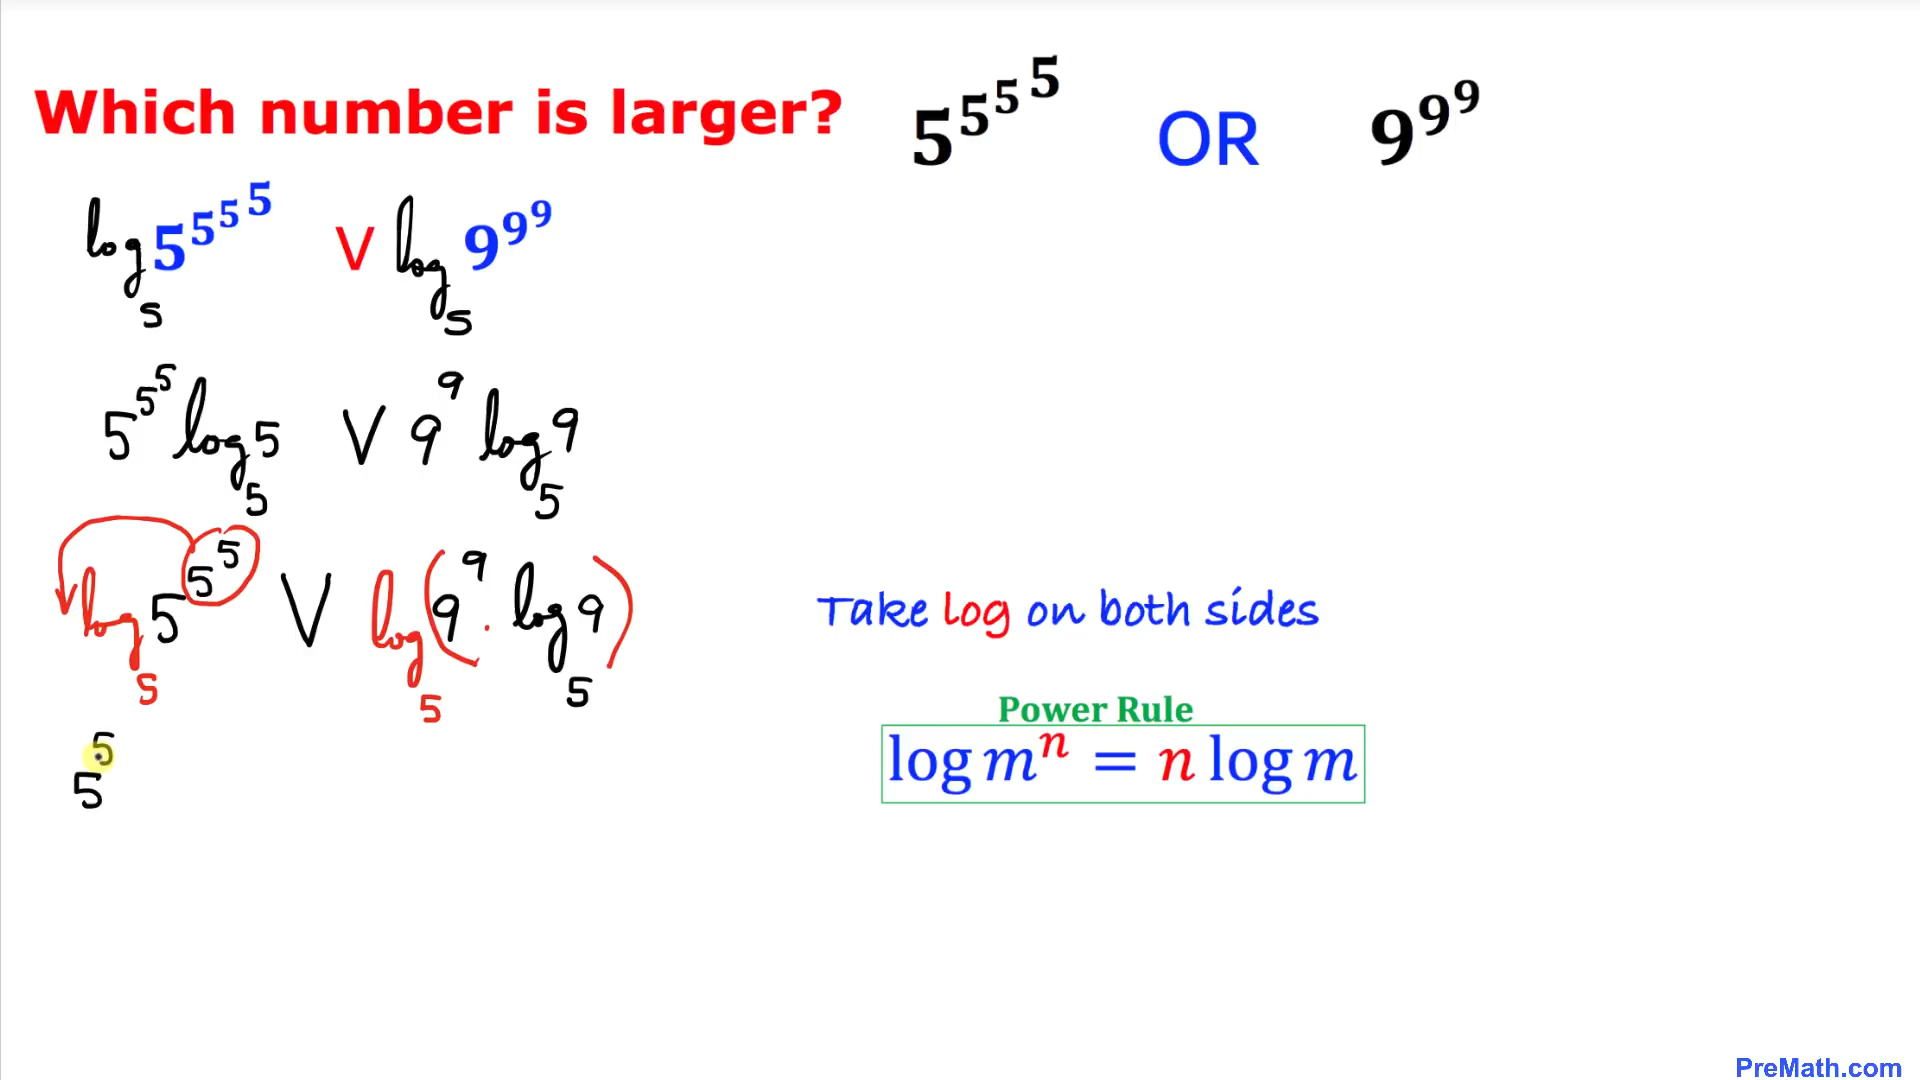 Which number is larger? 5^5^5^5 OR 9^9^9
log_5 5^5^5^5 V log_5 9^9^9
5^5^5 log_5 5 V 9^9 log_5 9
log_5 5^5^5 V log_5 (9^9 . log_5 9)
Take log on both sides
Power Rule
log m^n = n log m
5^5
PreMath.com